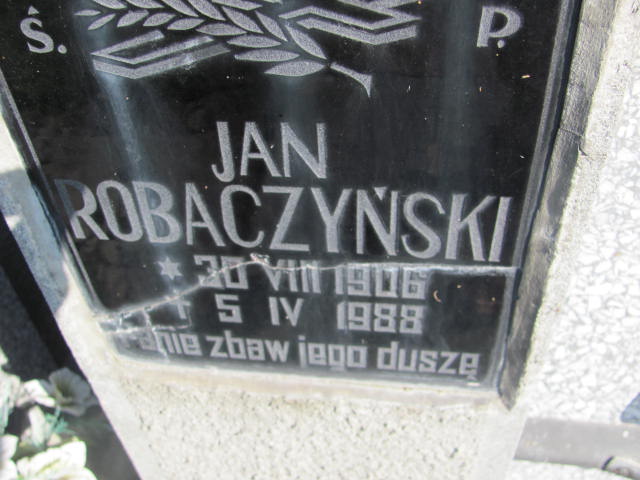 Ś. P.
JAN
ROBACZYŃSKI
* 30 VIII 1906
† 5 IV 1988
zbaw jego duszę